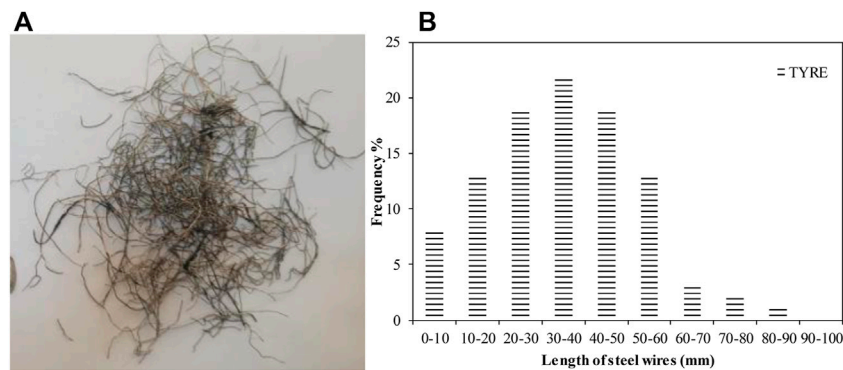 A
B
25
20
15
10
5
0
Frequency %
TYRE
0-10 10-20 20-30 30-40 40-50 50-60 60-70 70-80 80-90 90-100
Length of steel wires (mm)